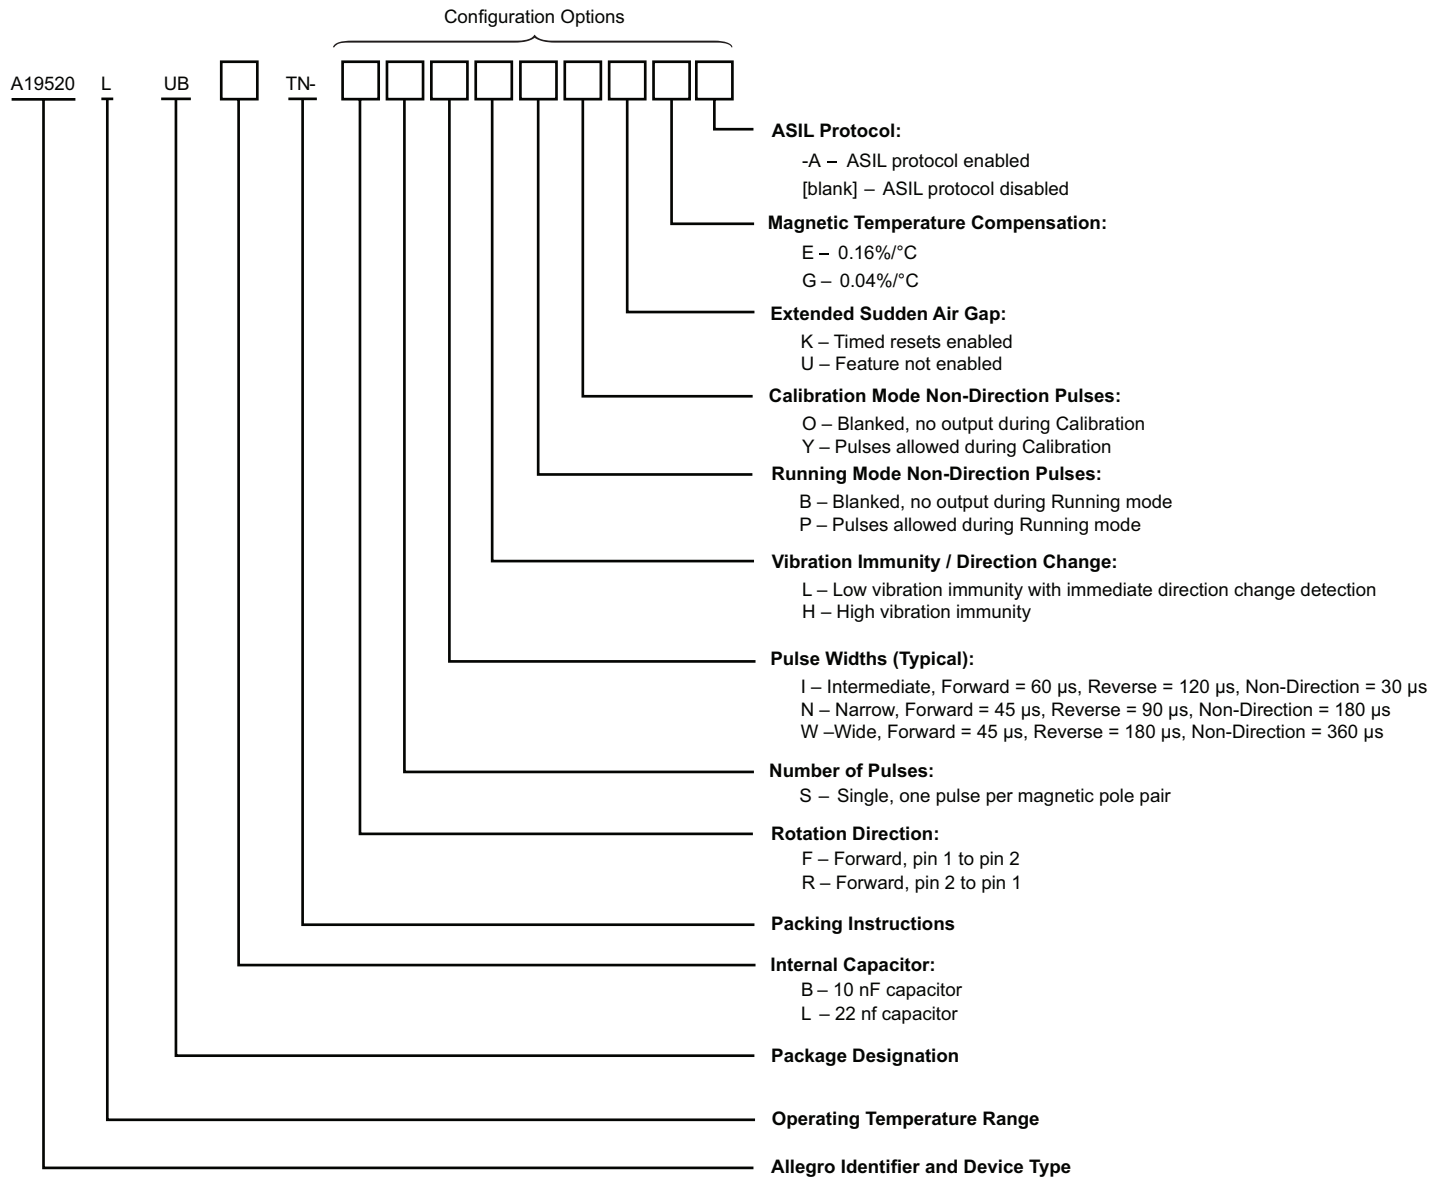 Configuration Options
A19520 L UB TN-
ASIL Protocol:
-A – ASIL protocol enabled
[blank] – ASIL protocol disabled
Magnetic Temperature Compensation:
E – 0.16%/°C
G – 0.04%/°C
Extended Sudden Air Gap:
K – Timed resets enabled
U – Feature not enabled
Calibration Mode Non-Direction Pulses:
O – Blanked, no output during Calibration
Y – Pulses allowed during Calibration
Running Mode Non-Direction Pulses:
B – Blanked, no output during Running mode
P – Pulses allowed during Running mode
Vibration Immunity / Direction Change:
L – Low vibration immunity with immediate direction change detection
H – High vibration immunity
Pulse Widths (Typical):
I – Intermediate, Forward = 60 µs, Reverse = 120 µs, Non-Direction = 30 µs
N – Narrow, Forward = 45 µs, Reverse = 90 µs, Non-Direction = 180 µs
W –Wide, Forward = 45 µs, Reverse = 180 µs, Non-Direction = 360 µs
Number of Pulses:
S – Single, one pulse per magnetic pole pair
Rotation Direction:
F – Forward, pin 1 to pin 2
R – Forward, pin 2 to pin 1
Packing Instructions
Internal Capacitor:
B – 10 nF capacitor
L – 22 nf capacitor
Package Designation
Operating Temperature Range
Allegro Identifier and Device Type